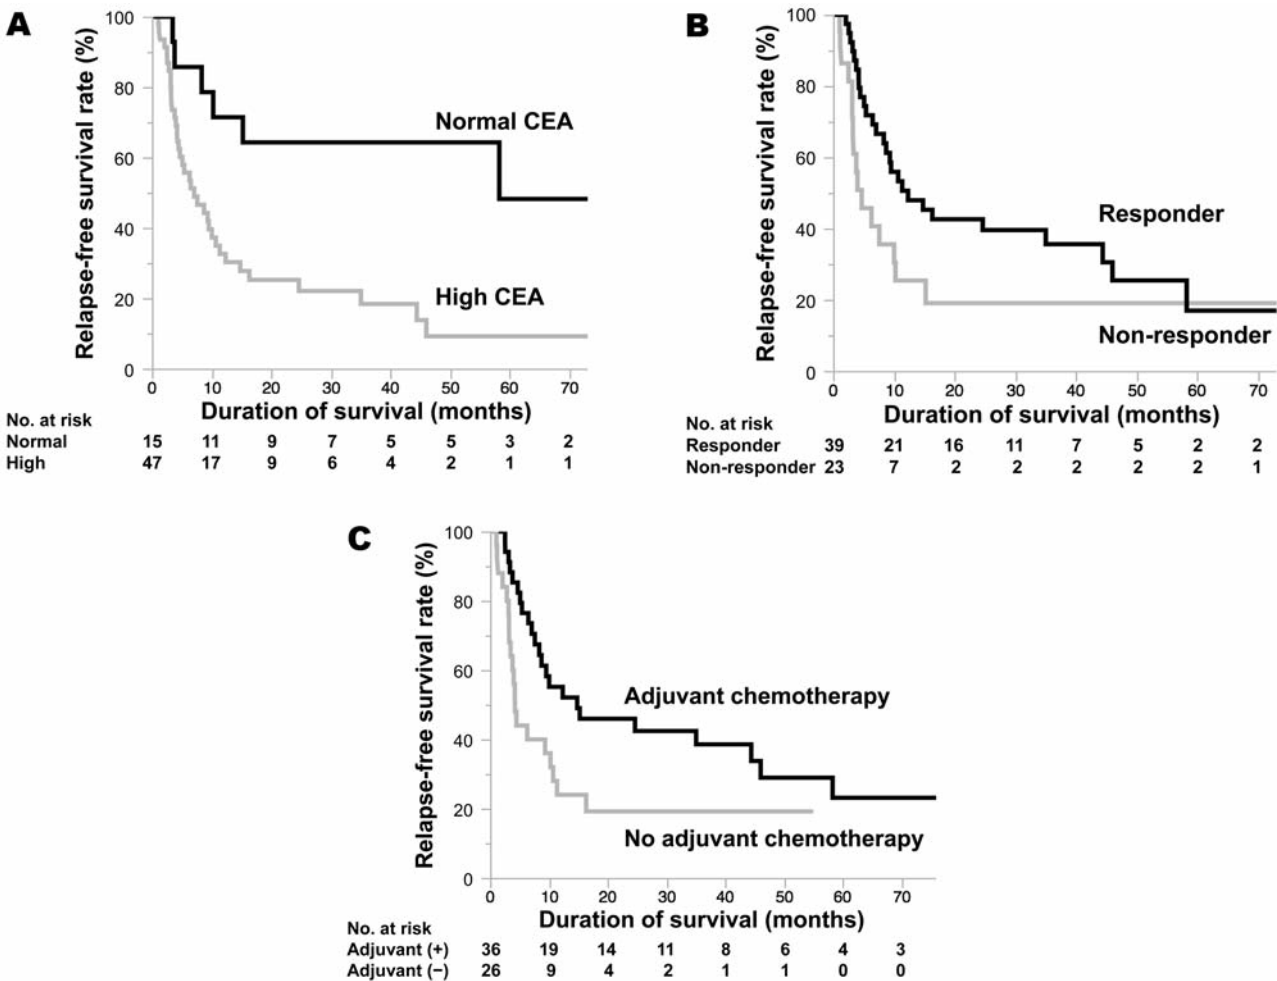 A
Relapse-free survival rate (%)
100
80
60
40
20
0
Normal CEA
High CEA
0 10 20 30 40 50 60 70
Duration of survival (months)
No. at risk
Normal 15 11 9 7 5 5 3 2
High 47 17 9 6 4 2 1 1
B
Relapse-free survival rate (%)
100
80
60
40
20
0
Responder
Non-responder
0 10 20 30 40 50 60 70
Duration of survival (months)
No. at risk
Responder 39 21 16 11 7 5 2 2
Non-responder 23 7 2 2 2 2 2 1
C
Relapse-free survival rate (%)
100
80
60
40
20
0
Adjuvant chemotherapy
No adjuvant chemotherapy
0 10 20 30 40 50 60 70
Duration of survival (months)
No. at risk
Adjuvant (+) 36 19 14 11 8 6 4 3
Adjuvant (−) 26 9 4 2 1 1 0 0